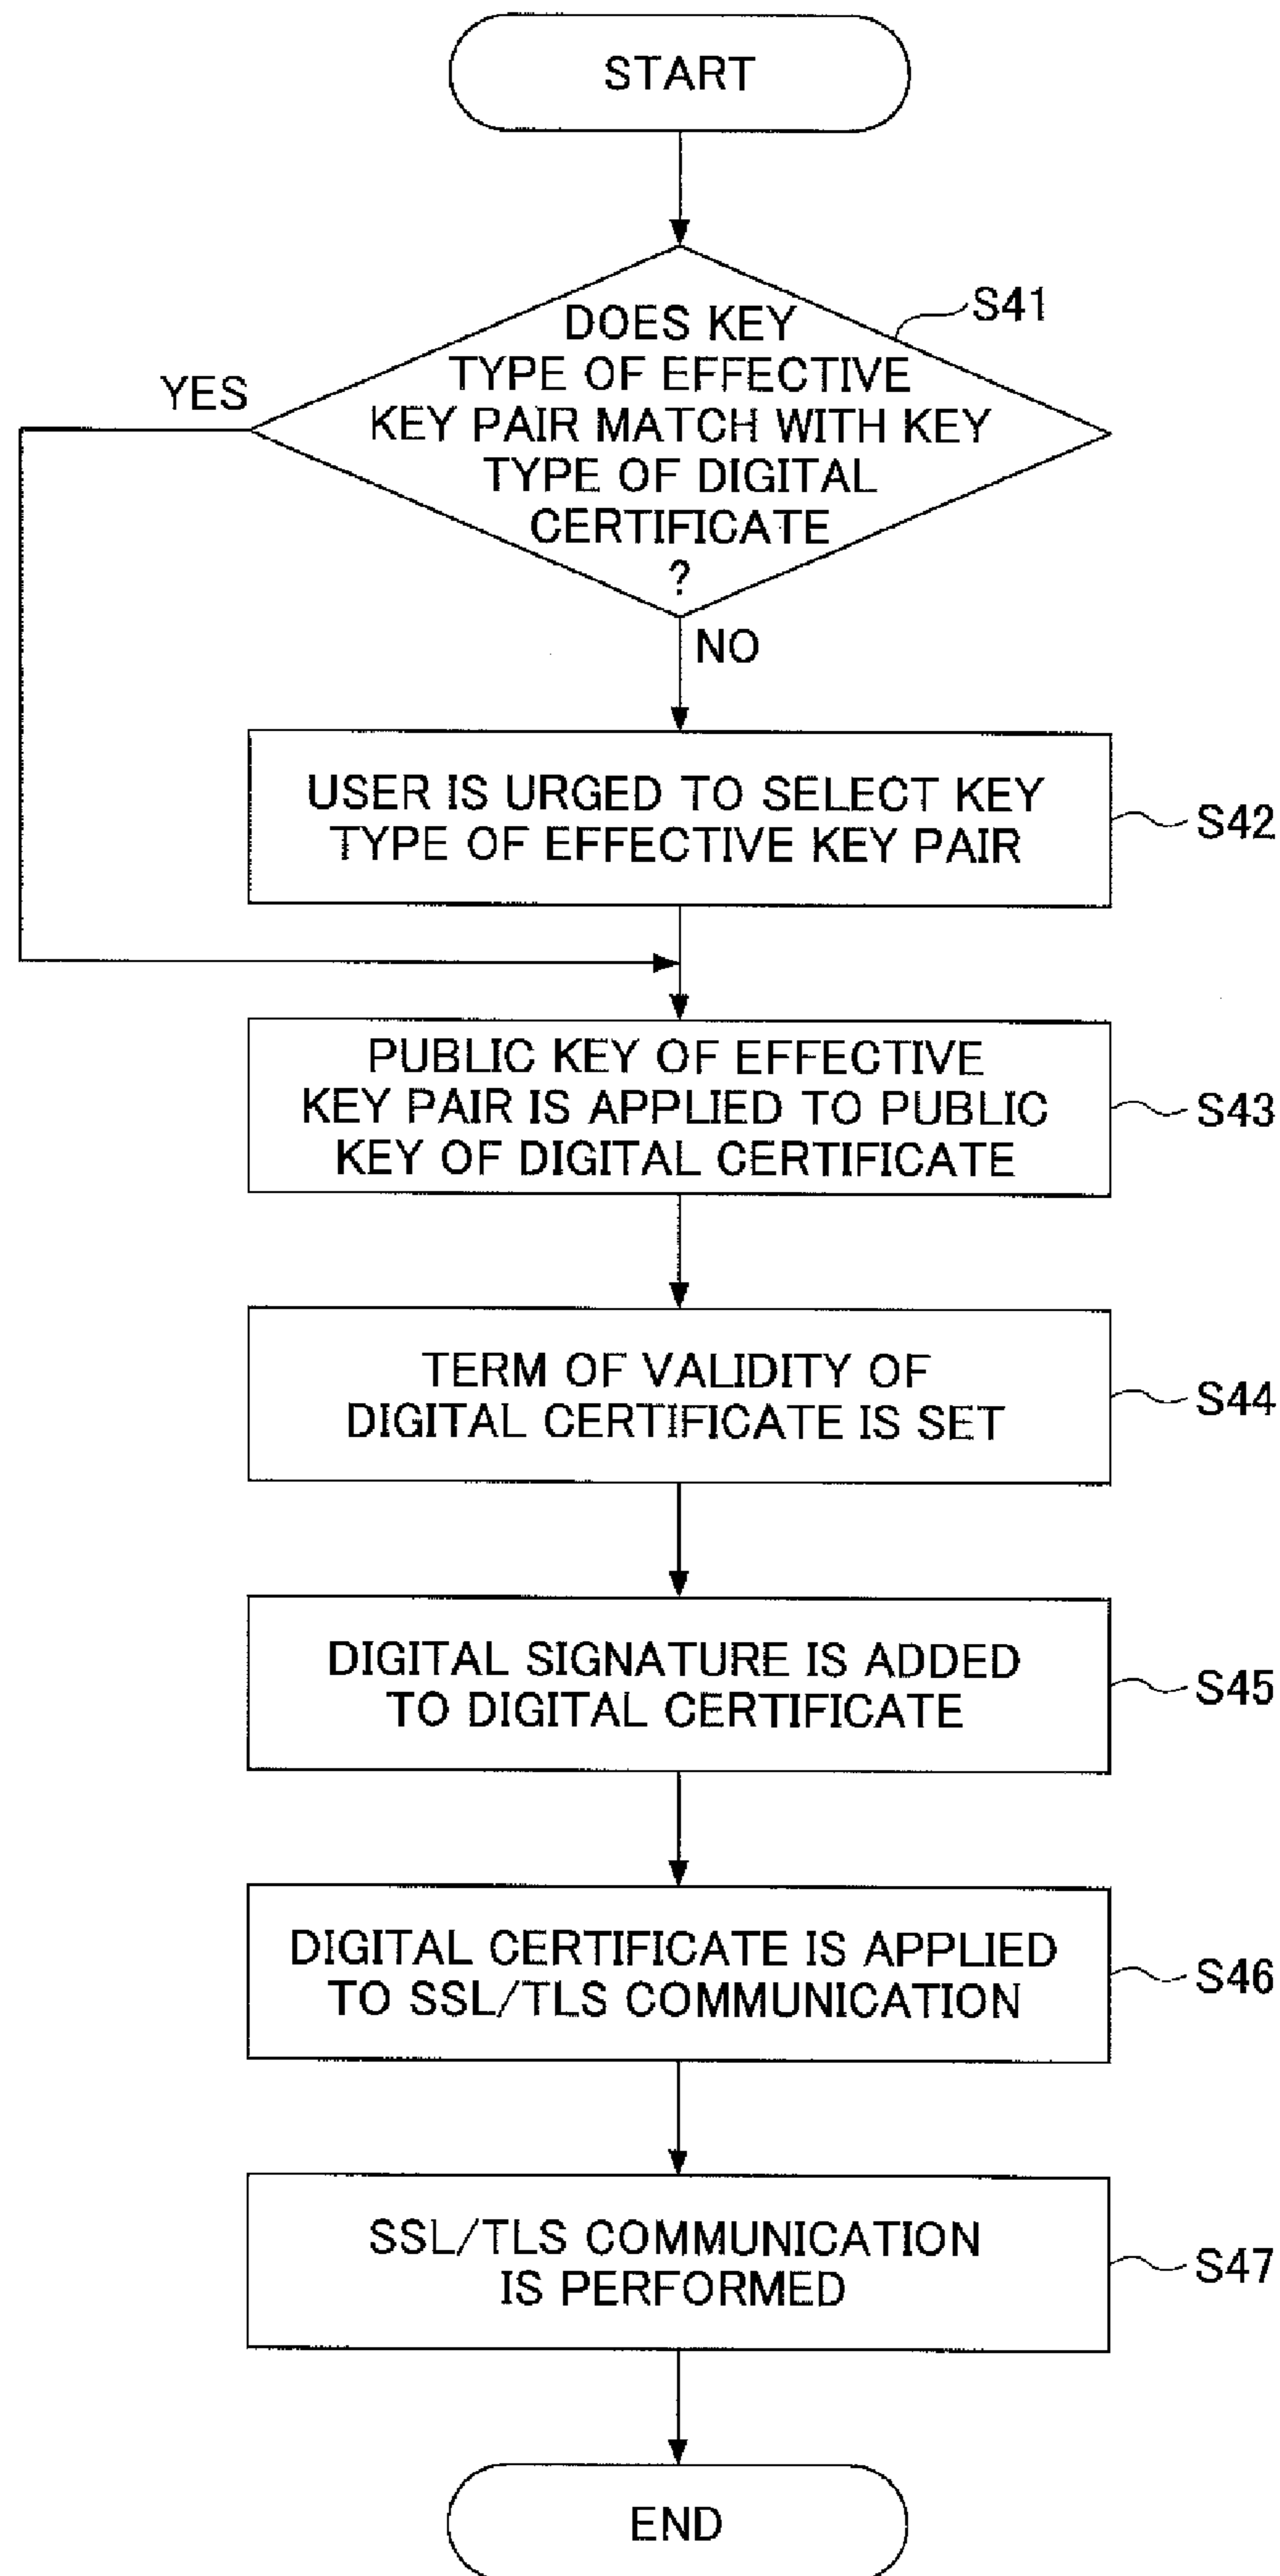 START
S41
DOES KEY
TYPE OF EFFECTIVE
KEY PAIR MATCH WITH KEY
TYPE OF DIGITAL
CERTIFICATE
?
YES
NO
USER IS URGED TO SELECT KEY
TYPE OF EFFECTIVE KEY PAIR
S42
PUBLIC KEY OF EFFECTIVE
KEY PAIR IS APPLIED TO PUBLIC
KEY OF DIGITAL CERTIFICATE
S43
TERM OF VALIDITY OF
DIGITAL CERTIFICATE IS SET
S44
DIGITAL SIGNATURE IS ADDED
TO DIGITAL CERTIFICATE
S45
DIGITAL CERTIFICATE IS APPLIED
TO SSL/TLS COMMUNICATION
S46
SSL/TLS COMMUNICATION
IS PERFORMED
S47
END